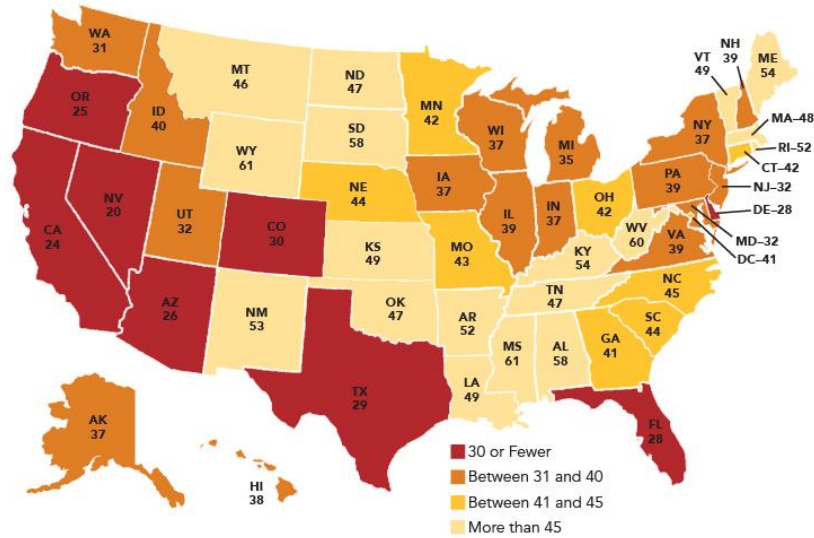 WA
31
OR
25
CA
24
NV
20
ID
40
MT
46
WY
61
UT
32
AZ
26
CO
30
NM
53
ND
47
SD
58
NE
44
KS
49
OK
47
TX
29
MN
42
IA
37
MO
43
AR
52
LA
49
WI
37
IL
39
MI
35
IN
37
OH
42
KY
54
TN
47
MS
61
AL
58
GA
41
FL
28
SC
44
NC
45
VA
39
WV
60
PA
39
NY
37
VT
49
NH
39
ME
54
MA–48
RI–52
CT–42
NJ–32
DE–28
MD–32
DC–41
AK
37
HI
38
30 or Fewer
Between 31 and 40
Between 41 and 45
More than 45